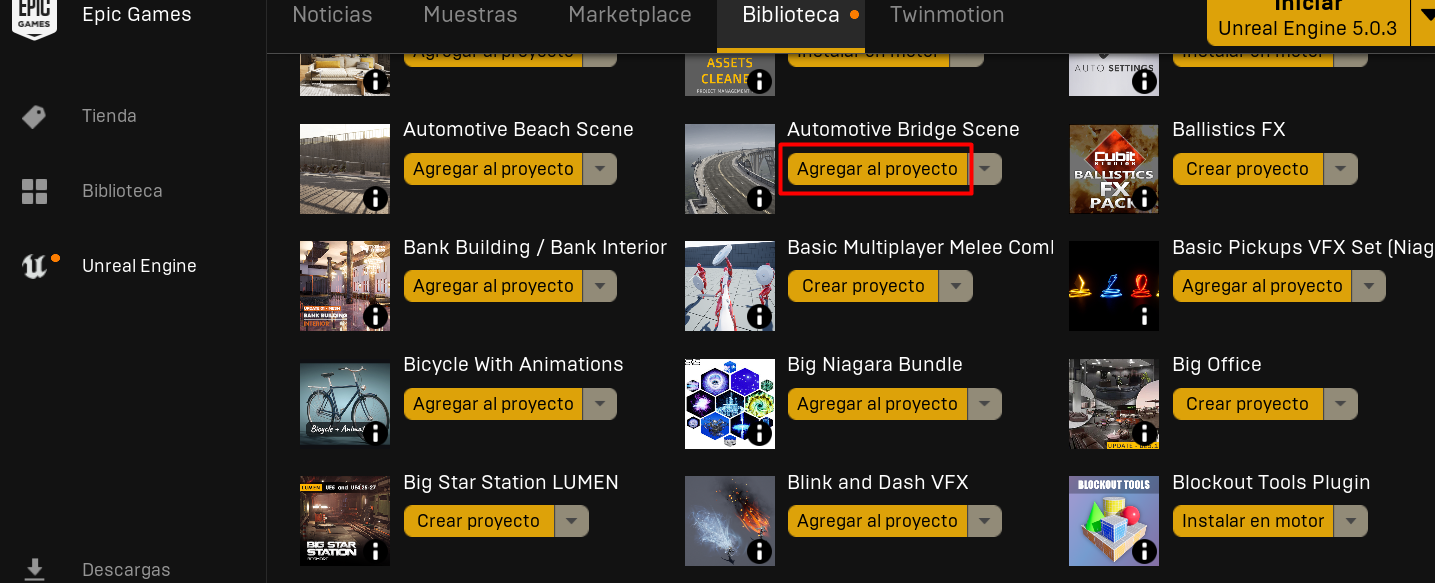 EPIC
GAMES
Epic Games
Noticias
Muestras
Marketplace
Biblioteca
Twinmotion
Iniciar
Unreal Engine 5.0.3
Tienda
Biblioteca
Unreal Engine
Descargas
Agregar al proyecto
ASSETS
CLEANE
PROJECT MANAGEMENT
Instalar en motor
AUTO SETTINGS
Instalar en motor
Automotive Beach Scene
Agregar al proyecto
Automotive Bridge Scene
Agregar al proyecto
Cubit
BALLISTICS
FX
PACK
Ballistics FX
Crear proyecto
BANK BUILDING
INTERIOR
Bank Building / Bank Interior
Agregar al proyecto
Basic Multiplayer Melee Coml
Crear proyecto
Basic Pickups VFX Set (Niag
Agregar al proyecto
Bicycle + Animat
Bicycle With Animations
Agregar al proyecto
Big Niagara Bundle
Agregar al proyecto
Big Office
Crear proyecto
LUMEN UE5 and UE4.25-27
BIG STAR
STATION
Big Star Station LUMEN
Crear proyecto
Blink and Dash VFX
Agregar al proyecto
BLOCKOUT TOOLS
Blockout Tools Plugin
Instalar en motor